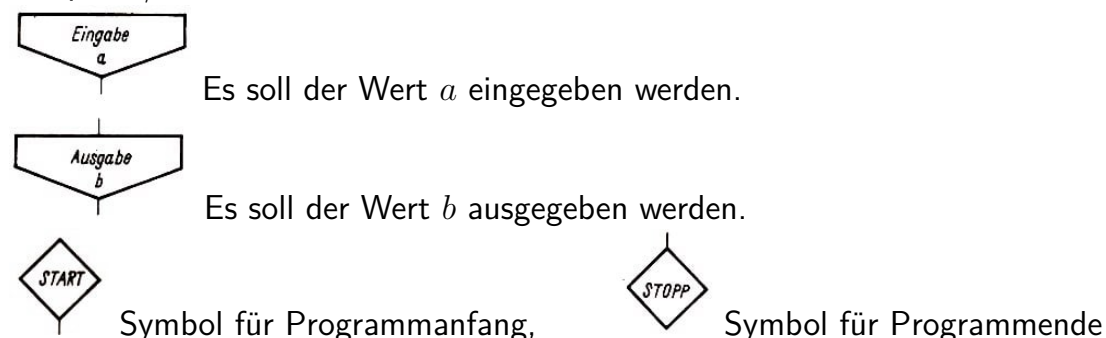 Eingabe
a
Es soll der Wert a eingegeben werden.
Ausgabe
b
Es soll der Wert b ausgegeben werden.
START
Symbol für Programmanfang,
STOPP
Symbol für Programmende